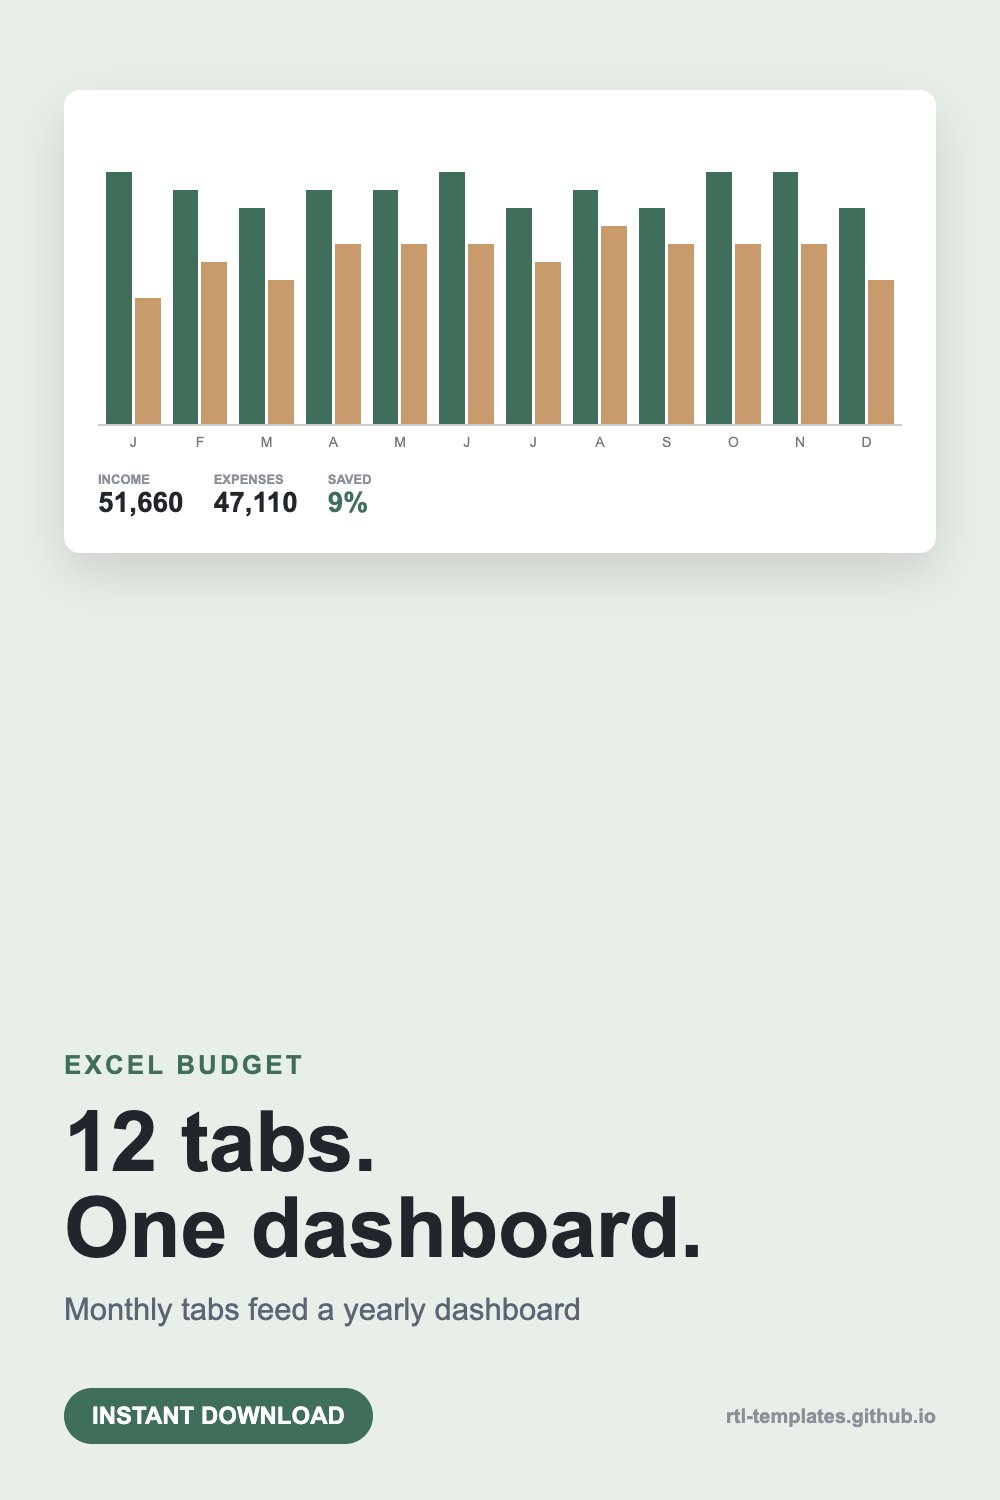 J F M A M J J A S O N D
INCOME EXPENSES SAVED
51,660 47,110 9%
EXCEL BUDGET
12 tabs.
One dashboard.
Monthly tabs feed a yearly dashboard
INSTANT DOWNLOAD
rtl-templates.github.io